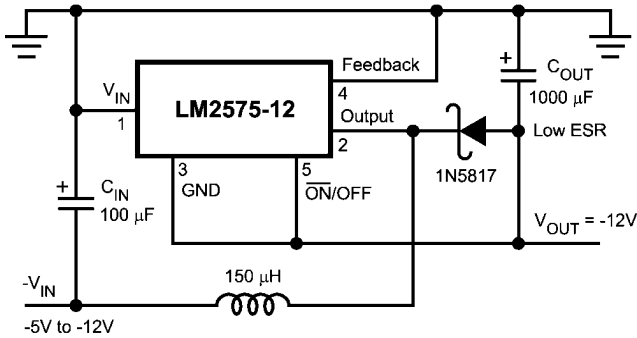 Feedback
4
C_OUT
1000 μF
V_IN
1
LM2575-12
Output
2
Low ESR
1N5817
3
GND
5
O̅N̅/OFF
+
+
C_IN
100 μF
V_OUT = -12V
150 μH
-V_IN
-5V to -12V